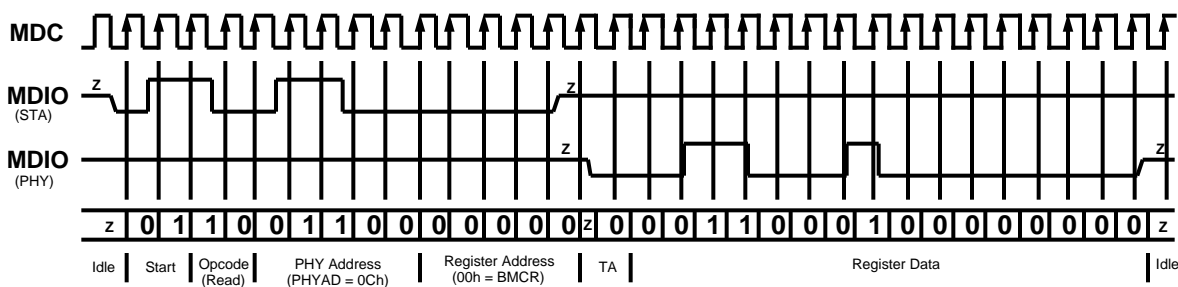 MDC
z z
MDIO
(STA)
MDIO z z
(PHY)
z 0 1 1 0 0 1 1 0 0 0 0 0 0 0 z 0 0 0 1 1 0 0 0 1 0 0 0 0 0 0 0 0 z
Idle Start Opcode PHY Address Register Address TA Register Data Idle
(Read) (PHYAD = 0Ch) (00h = BMCR)